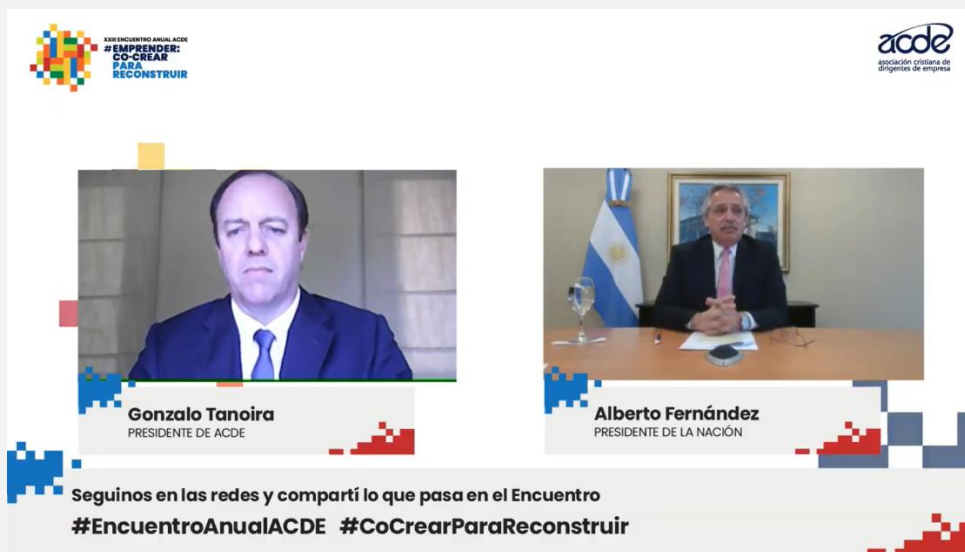 XXIII ENCUENTRO ANUAL ACDE
#EMPRENDER:
CO-CREAR
PARA
RECONSTRUIR
acde
asociación cristiana de
dirigentes de empresa
Gonzalo Tanoira
PRESIDENTE DE ACDE
Alberto Fernández
PRESIDENTE DE LA NACIÓN
Seguinos en las redes y compartí lo que pasa en el Encuentro
#EncuentroAnualACDE #CoCrearParaReconstruir